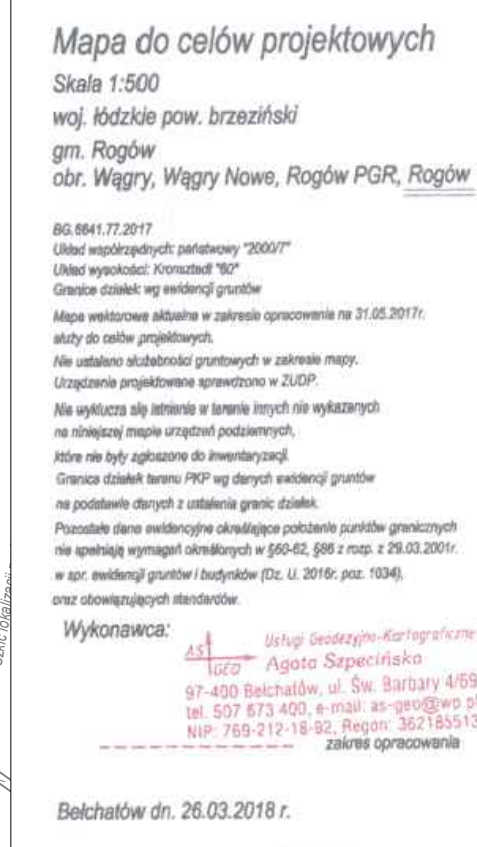 Mapa do celów projektowych
Skala 1:500
woj. łódzkie pow. brzeziński
gm. Rogów
obr. Wągry, Wągry Nowe, Rogów PGR, Rogów
BG.6641.77.2017
Układ współrzędnych: państwowy "2000/7"
Układ wysokości: Kronsztadt "60"
Granice działek: wg ewidencji gruntów
Mapa wektorowa aktualna w zakresie opracowania na 31.05.2017r.
służy do celów projektowych.
Nie ustalano służebności gruntowych w zakresie mapy.
Urządzenia projektowane sprawdzono w ZUDP.
Nie wyklucza się istnienia w terenie innych nie wykazanych
na niniejszej mapie urządzeń podziemnych,
które nie były zgłoszone do inwentaryzacji.
Granica działek terenu PKP wg danych ewidencji gruntów
na podstawie danych z ustalenia granic działek.
Pozostałe dane ewidencyjne określające położenie punktów granicznych
nie spełniają wymagań określonych w §60-62, §86 z rozp. z 29.03.2001r.
w spr. ewidencji gruntów i budynków (Dz. U. 2016r. poz. 1034),
oraz obowiązujących standardów.
Wykonawca:
AS GEO
Usługi Geodezyjno-Kartograficzne
Agata Szpecińska
97-400 Bełchatów, ul. Św. Barbary 4/69
tel. 507 673 400, e-mail: as-geo@wp.pl
NIP: 769-212-18-92, Regon: 362185513
zakres opracowania
Bełchatów dn. 26.03.2018 r.